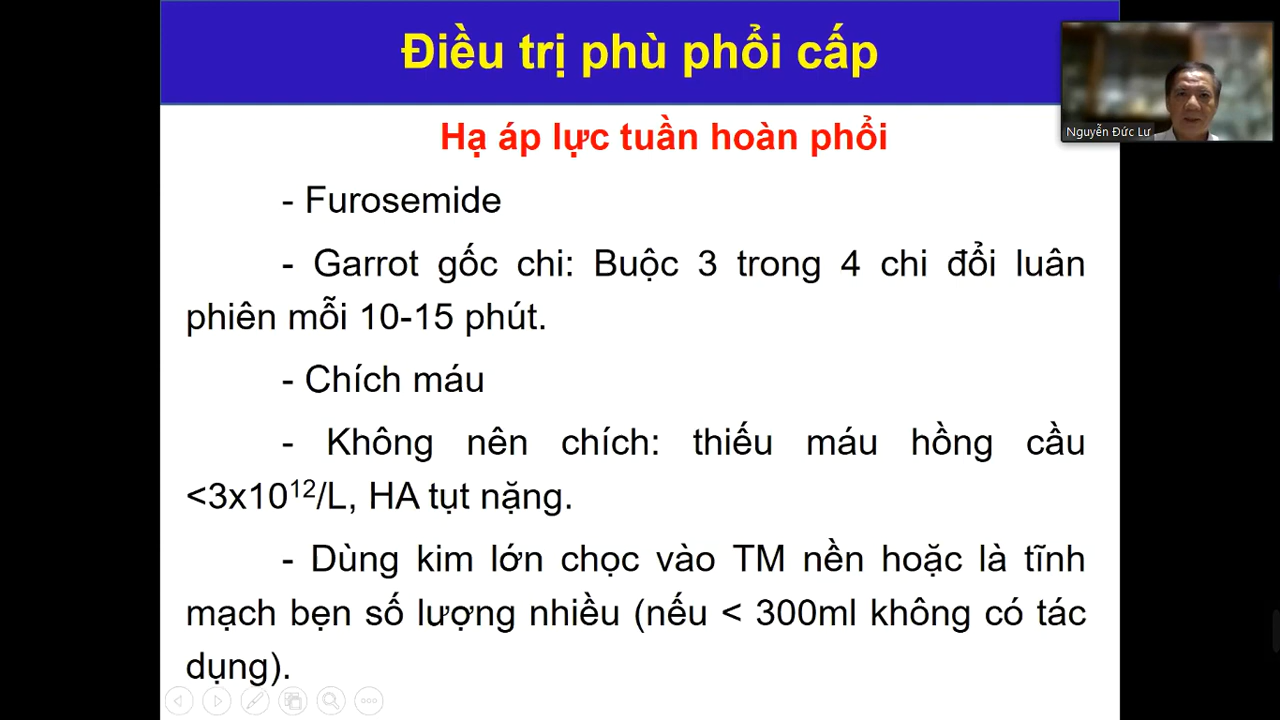 Điều trị phù phổi cấp
Nguyễn Đức Lư
Hạ áp lực tuần hoàn phổi
- Furosemide
- Garrot gốc chi: Buộc 3 trong 4 chi đổi luân
phiên mỗi 10-15 phút.
- Chích máu
- Không nên chích: thiếu máu hồng cầu
<3x10¹²/L, HA tụt nặng.
- Dùng kim lớn chọc vào TM nền hoặc là tĩnh
mạch bẹn số lượng nhiều (nếu < 300ml không có tác
dụng).